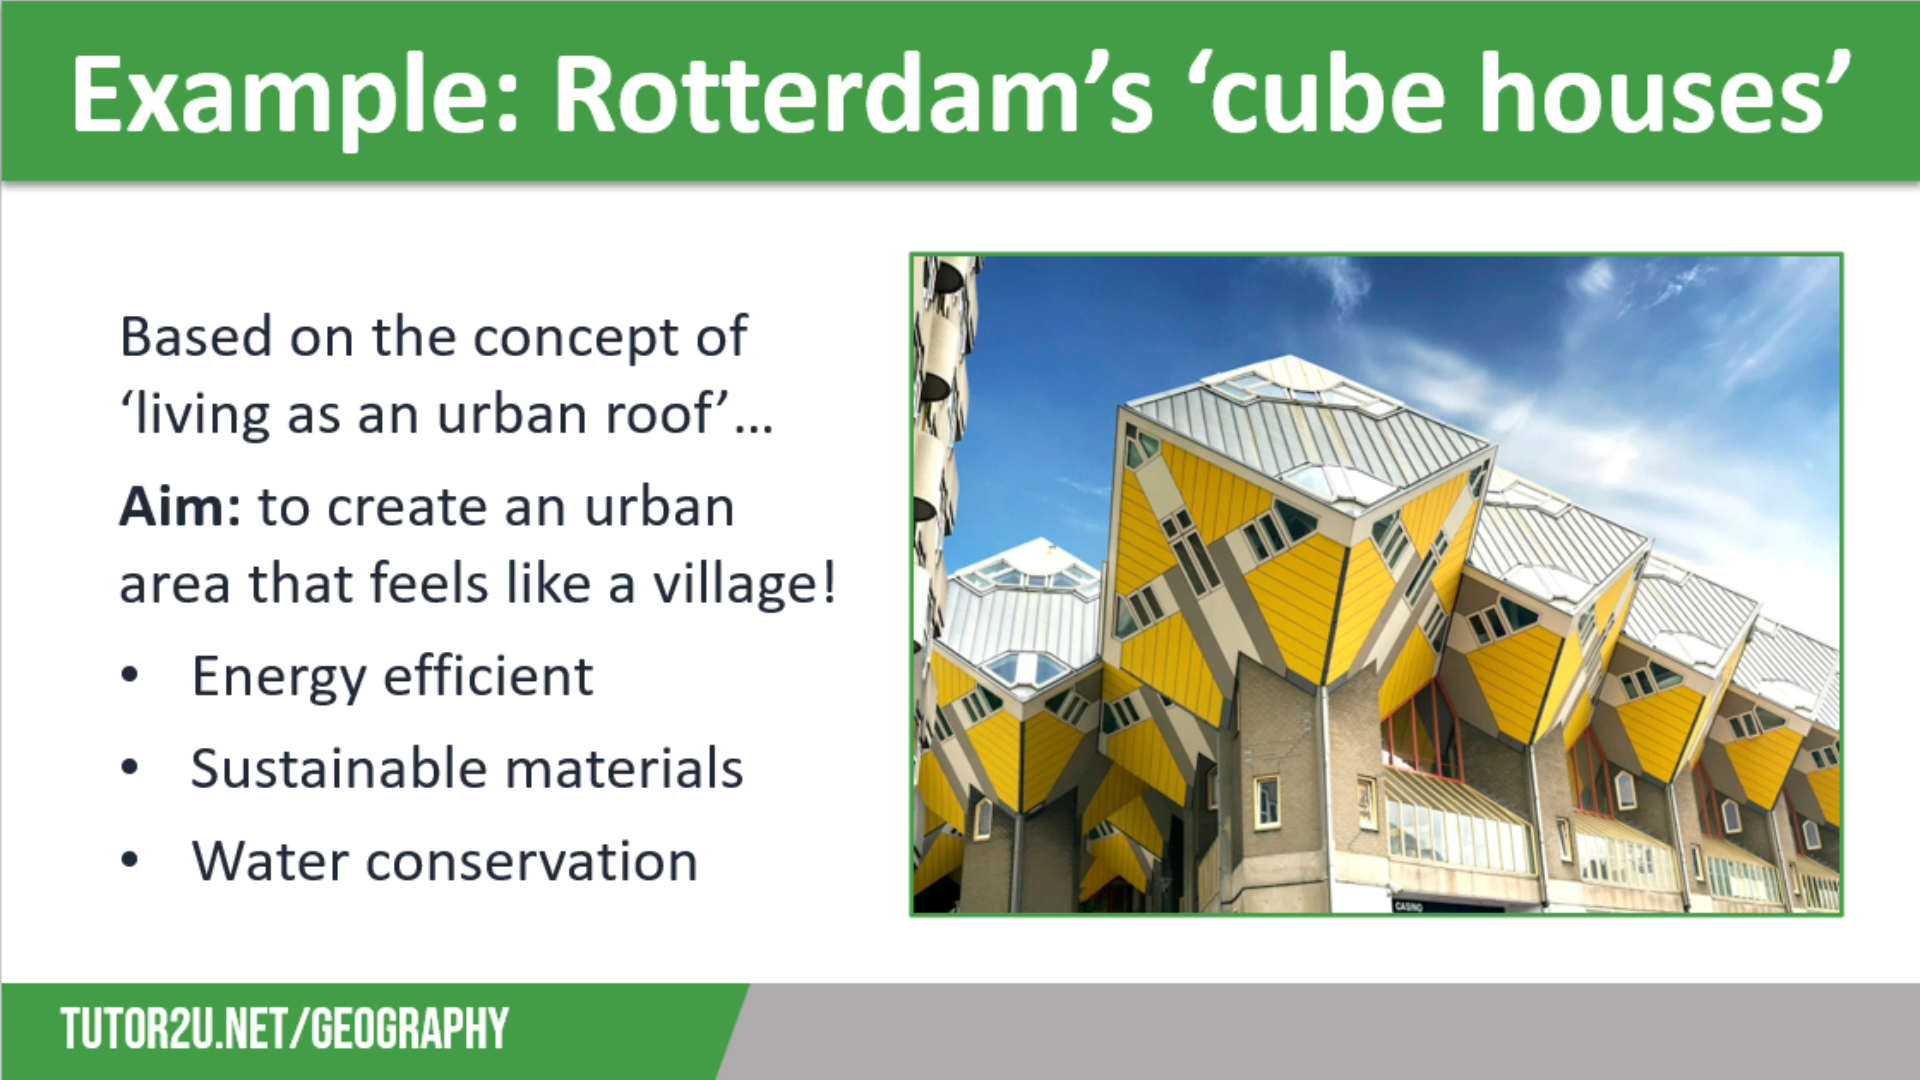 Example: Rotterdam’s ‘cube houses’
Based on the concept of
‘living as an urban roof’...
Aim: to create an urban
area that feels like a village!
• Energy efficient
• Sustainable materials
• Water conservation
CASINO
TUTOR2U.NET/GEOGRAPHY